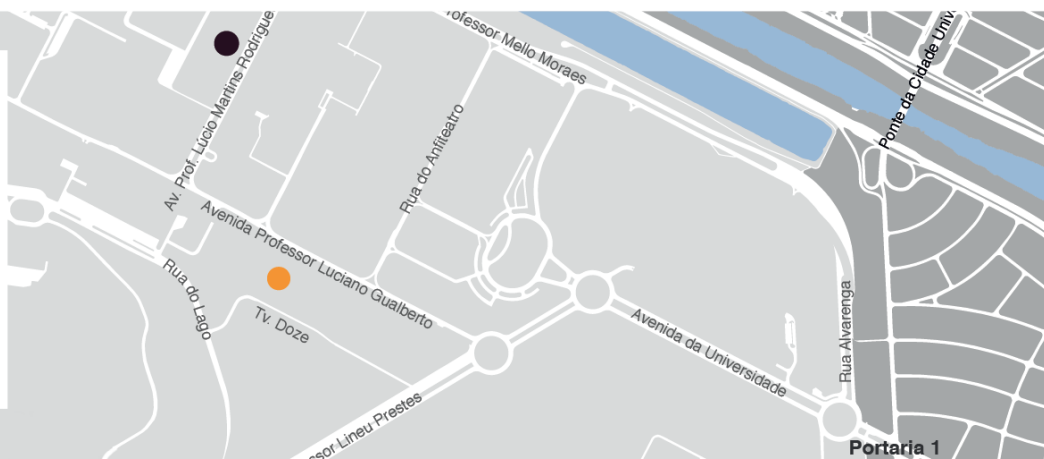 ofessor Mello Moraes
Ponte da Cidade Univ
Av. Prof. Lúcio Martins Rodrigue
Rua do Anfiteatro
Avenida Professor Luciano Gualberto
Rua do Lago
Tv. Doze
Avenida da Universidade
Rua Alvarenga
ssor Lineu Prestes
Portaria 1